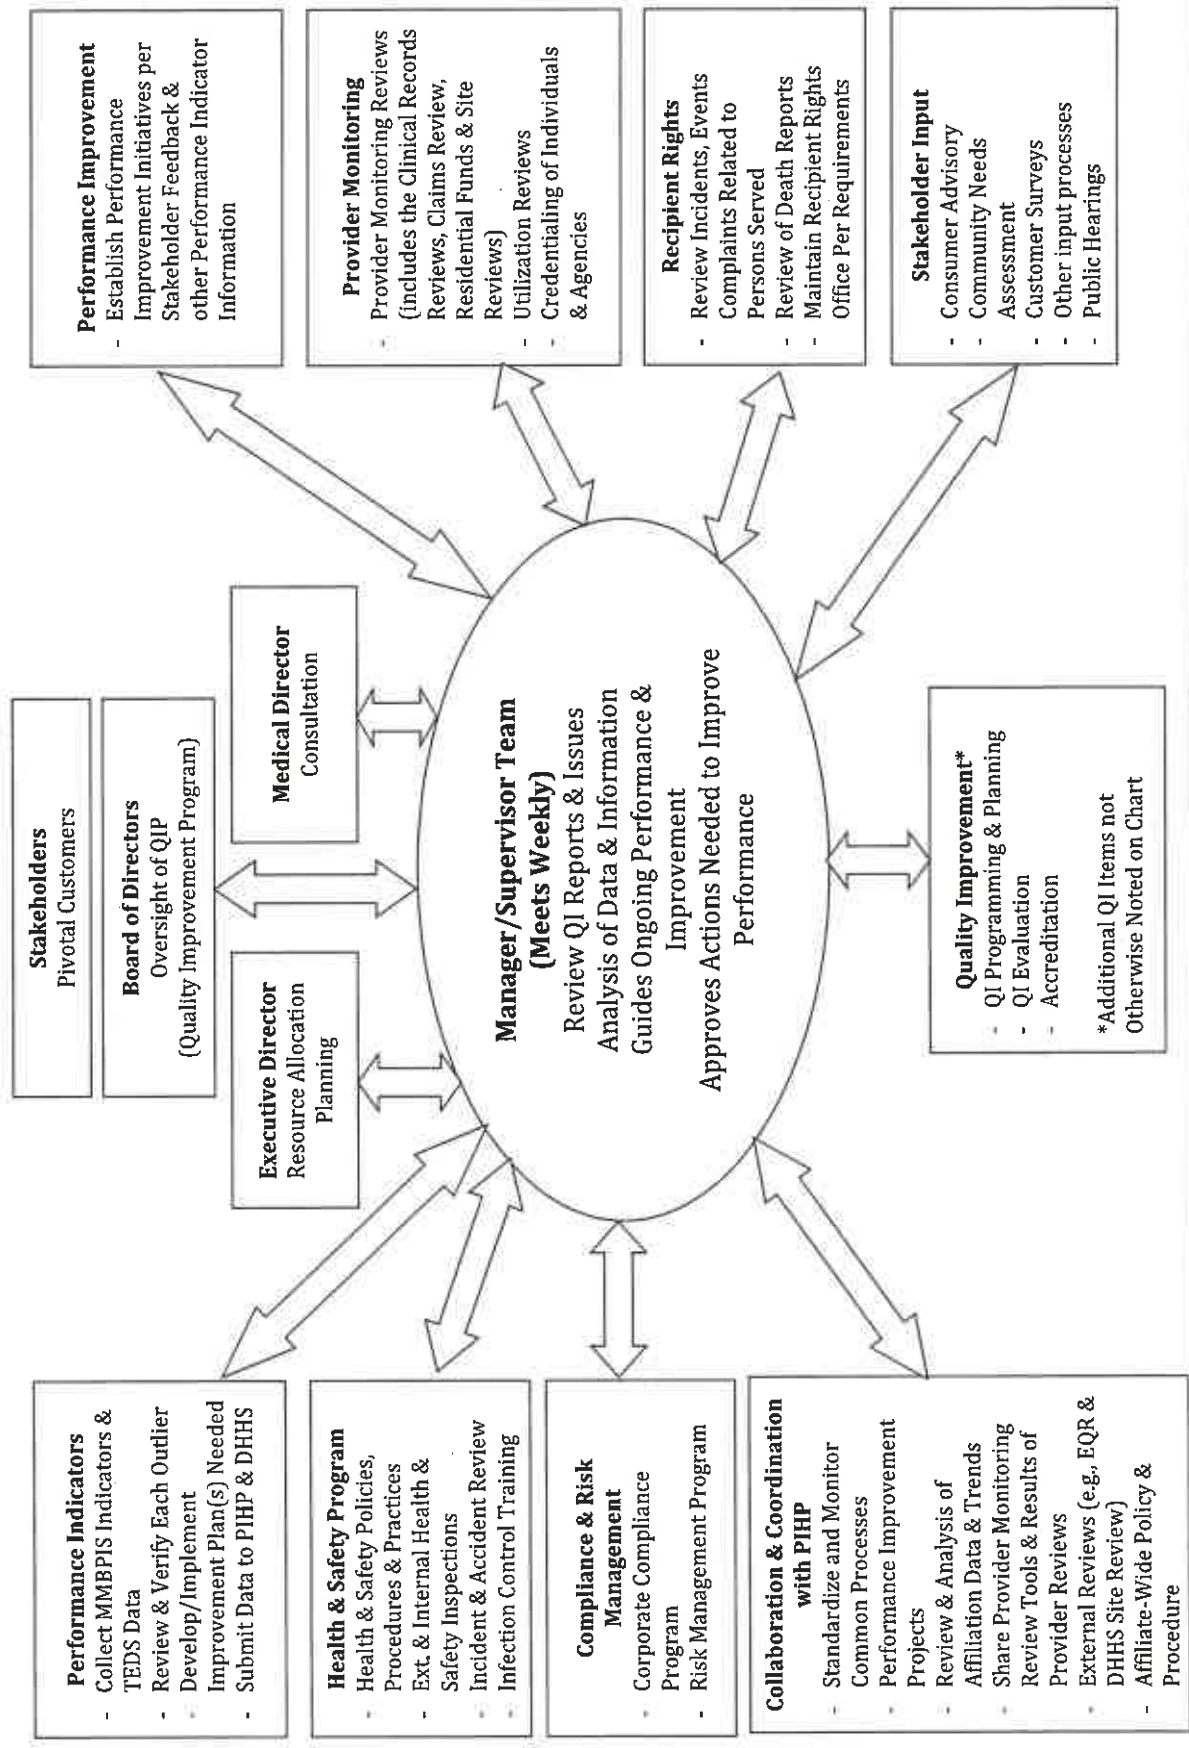 Stakeholders
Pivotal Customers
Board of Directors
Oversight of QIP
(Quality Improvement Program)
Executive Director
Resource Allocation
Planning
Medical Director
Consultation
Performance Indicators
- Collect MMBPIS Indicators &
TEDS Data
- Review & Verify Each Outlier
- Develop/Implement
Improvement Plan(s) Needed
- Submit Data to PIHP & DHHS
Health & Safety Program
- Health & Safety Policies,
Procedures & Practices
- Ext. & Internal Health &
Safety Inspections
- Incident & Accident Review
- Infection Control Training
Compliance & Risk
Management
- Corporate Compliance
Program
- Risk Management Program
Collaboration & Coordination
with PIHP
- Standardize and Monitor
Common Processes
- Performance Improvement
Projects
- Review & Analysis of
Affiliation Data & Trends
- Share Provider Monitoring
Review Tools & Results of
Provider Reviews
- External Reviews (e.g., EQR &
DHHS Site Review)
- Affiliate-Wide Policy &
Procedure
Manager/Supervisor Team
(Meets Weekly)
Review QI Reports & Issues
Analysis of Data & Information
Guides Ongoing Performance &
Improvement
Approves Actions Needed to Improve
Performance
Quality Improvement*
- QI Programming & Planning
- QI Evaluation
- Accreditation
*Additional QI Items not
Otherwise Noted on Chart
Performance Improvement
- Establish Performance
Improvement Initiatives per
Stakeholder Feedback &
other Performance Indicator
Information
Provider Monitoring
- Provider Monitoring Reviews
(includes the Clinical Records
Reviews, Claims Review,
Residential Funds & Site
Reviews)
- Utilization Reviews
- Credentialing of Individuals
& Agencies
Recipient Rights
- Review Incidents, Events
Complaints Related to
Persons Served
- Review of Death Reports
- Maintain Recipient Rights
Office Per Requirements
Stakeholder Input
- Consumer Advisory
- Community Needs
Assessment
- Customer Surveys
- Other input processes
- Public Hearings